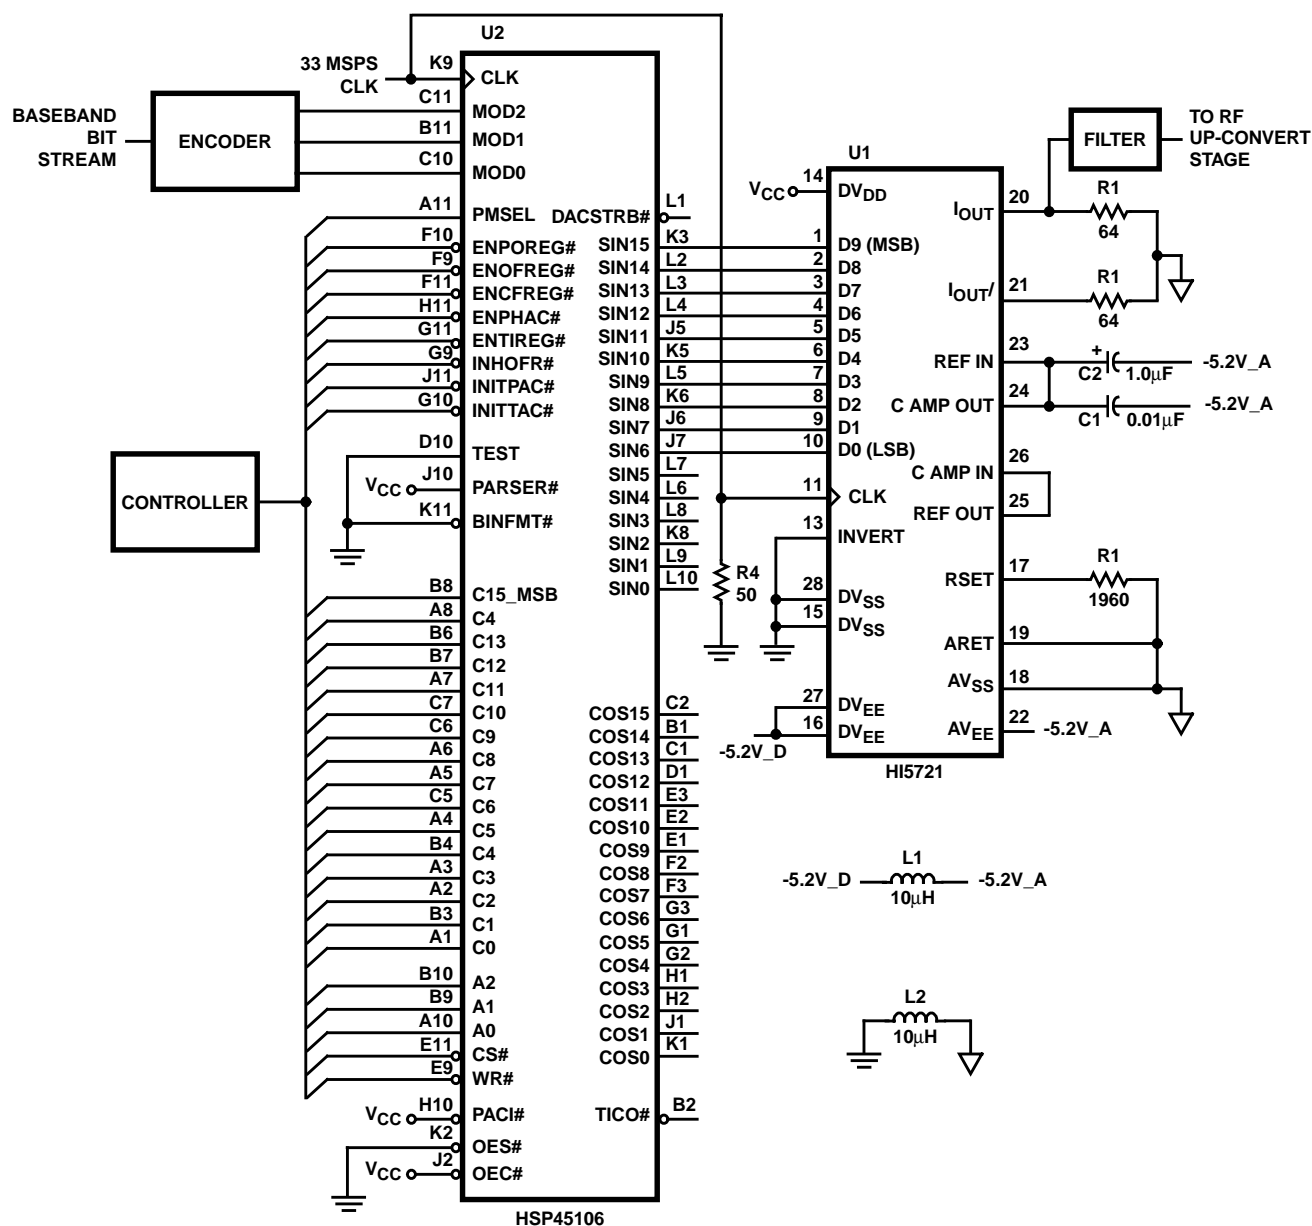 U2
33 MSPS
CLK
K9
CLK
BASEBAND
BIT
STREAM
ENCODER
C11
MOD2
B11
MOD1
C10
MOD0
A11
PMSEL
F10
ENPOREG#
F9
ENOFREG#
F11
ENCFREG#
H11
ENPHAC#
G11
ENTIREG#
G9
INHOFR#
J11
INITPAC#
G10
INITTAC#
D10
TEST
VCC
J10
PARSER#
K11
BINFMT#
CONTROLLER
B8
C15_MSB
A8
C4
B6
C13
B7
C12
A7
C11
C7
C10
C6
C9
A6
C8
A5
C7
C5
C6
A4
C5
B4
C4
A3
C3
A2
C2
B3
C1
A1
C0
B10
A2
B9
A1
A10
A0
E11
CS#
E9
WR#
VCC
H10
PACI#
K2
OES#
VCC
J2
OEC#
DACSTRB#
L1
SIN15
K3
SIN14
L2
SIN13
L3
SIN12
L4
SIN11
J5
SIN10
K5
SIN9
L5
SIN8
K6
SIN7
J6
SIN6
J7
SIN5
L7
SIN4
L6
SIN3
L8
SIN2
K8
SIN1
L9
SIN0
L10
COS15
C2
COS14
B1
COS13
C1
COS12
D1
COS11
E3
COS10
E2
COS9
E1
COS8
F2
COS7
F3
COS6
G3
COS5
G1
COS4
G2
COS3
H1
COS2
H2
COS1
J1
COS0
K1
TICO#
B2
HSP45106
R4
50
U1
VCC
14
DVDD
1
D9 (MSB)
2
D8
3
D7
4
D6
5
D5
6
D4
7
D3
8
D2
9
D1
10
D0 (LSB)
11
CLK
13
INVERT
28
DVSS
15
DVSS
27
DVEE
16
DVEE
-5.2V_D
IOUT
20
IOUT/
21
REF IN
23
C AMP OUT
24
C AMP IN
26
REF OUT
25
RSET
17
ARET
19
AVSS
18
AVEE
22
-5.2V_A
HI5721
FILTER
TO RF
UP-CONVERT
STAGE
R1
64
R1
64
+
C2
1.0µF
-5.2V_A
C1
0.01µF
-5.2V_A
R1
1960
-5.2V_D
L1
10µH
-5.2V_A
L2
10µH